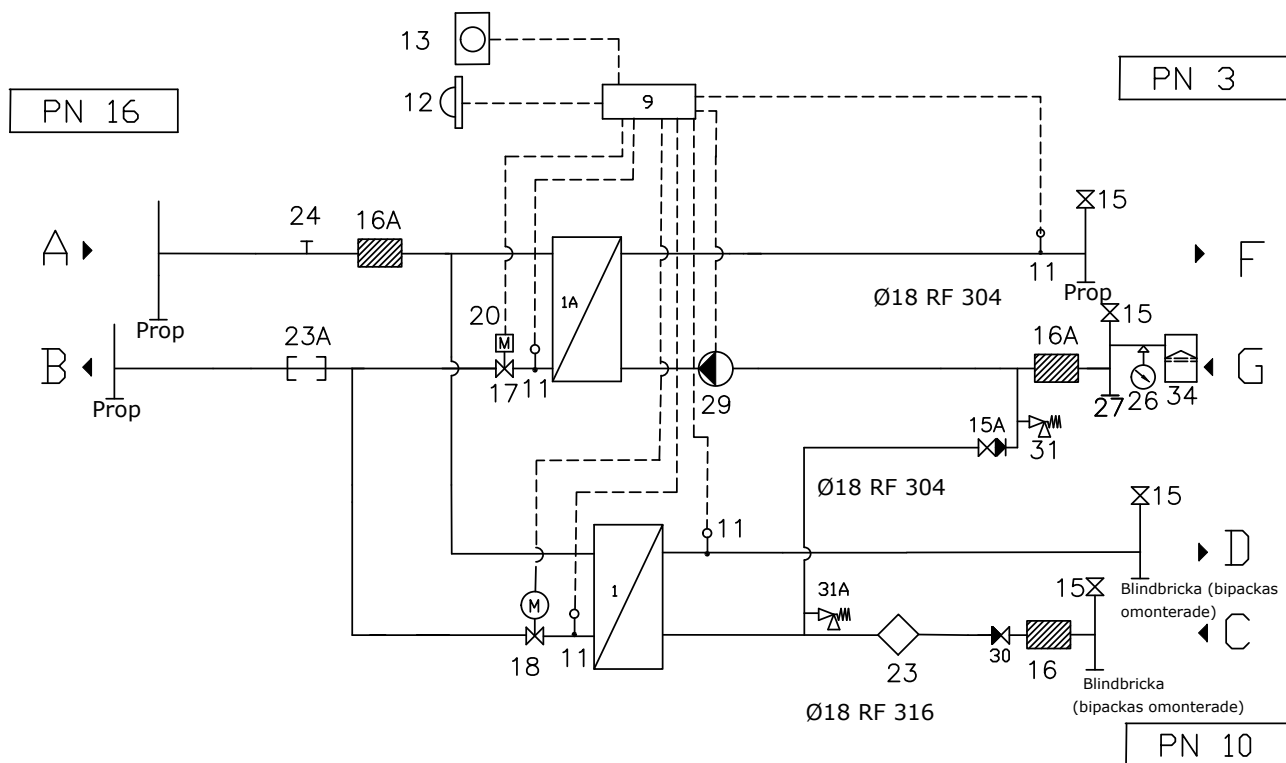 13
PN 3
12
9
PN 16
24
16A
15
A
F
1A
11
Ø18 RF 304
Prop
20
M
Prop
15
23A
16A
B
G
17
11
29
27
26
34
Prop
15A
31
Ø18 RF 304
15
11
D
1
31A
15
Blindbricka (bipackas
omonterade)
M
C
18
11
23
30
16
Blindbricka
(bipackas omonterade)
Ø18 RF 316
PN 10